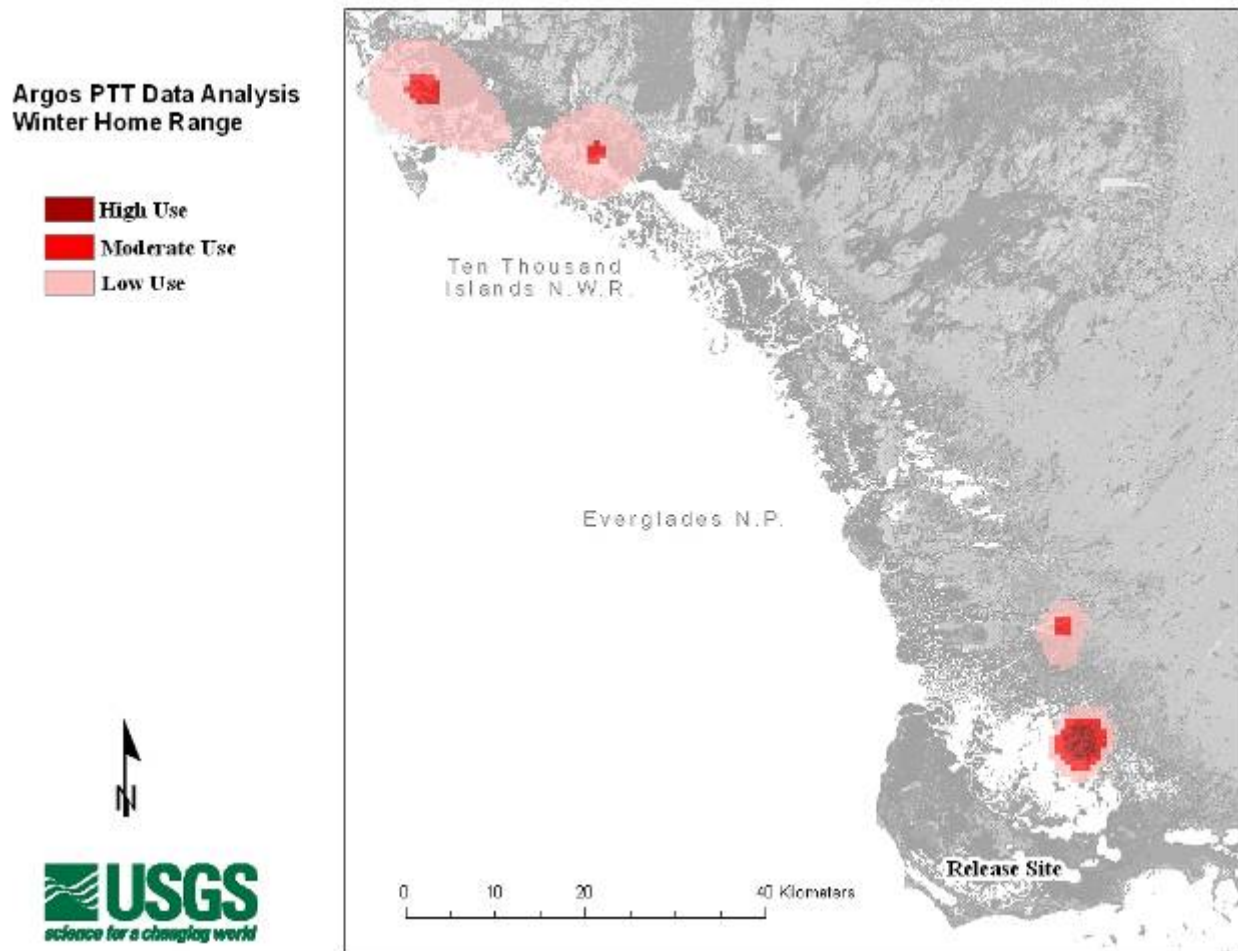 Argos PTT Data Analysis
Winter Home Range
High Use
Moderate Use
Low Use
Ten Thousand
Islands N.W.R.
Everglades N.P.
Release Site
0 10 20 40 Kilometers
N
USGS
science for a changing world